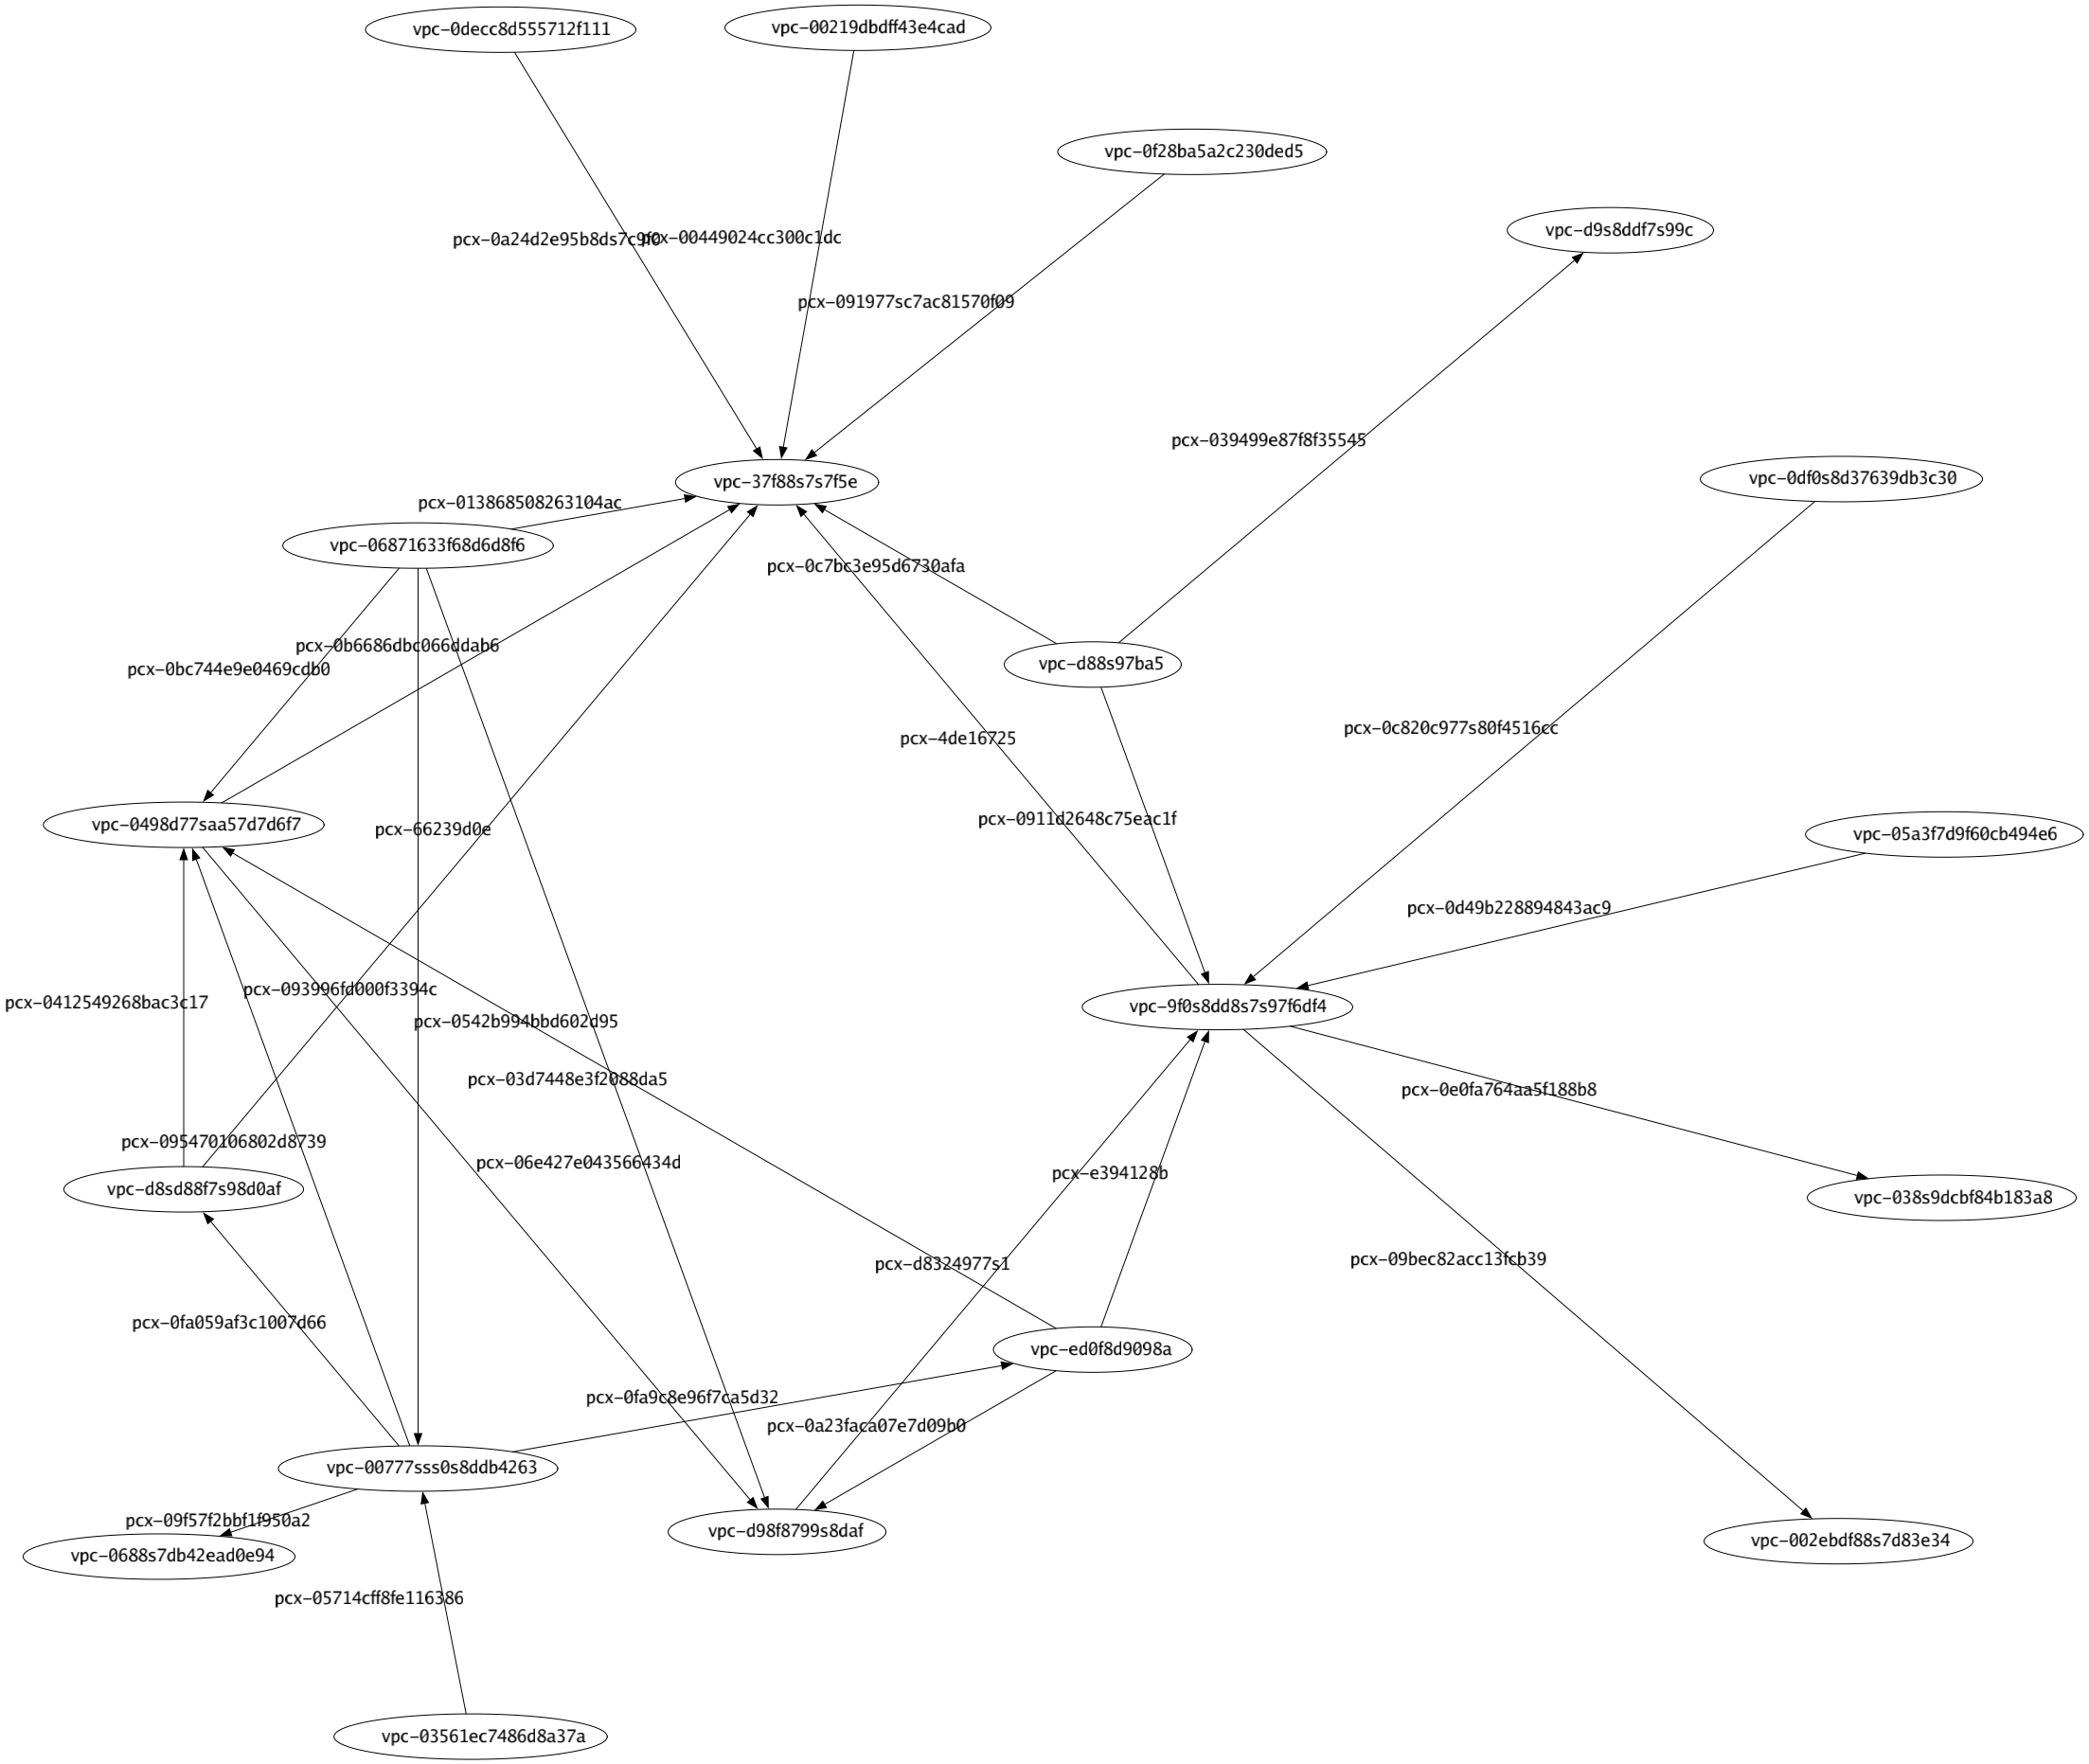 vpc-0decc8d555712f111
vpc-00219dbdff43e4cad
vpc-0f28ba5a2c230ded5
vpc-d9s8ddf7s99c
pcx-0a24d2e95b8ds7c9f0
pcx-00449024cc300c1dc
pcx-091977sc7ac81570f09
pcx-039499e87f8f35545
vpc-37f88s7s7f5e
vpc-0df0s8d37639db3c30
pcx-013868508263104ac
vpc-06871633f68d6d8f6
pcx-0c7bc3e95d6730afa
pcx-0b6686dbc066ddab6
pcx-0bc744e9e0469cdb0
vpc-d88s97ba5
pcx-4de16725
pcx-0c820c977s80f4516cc
vpc-0498d77saa57d7d6f7
pcx-66239d0e
pcx-0911d2648c75eac1f
vpc-05a3f7d9f60cb494e6
pcx-0d49b228894843ac9
pcx-0412549268bac3c17
pcx-093996fd000f3394c
pcx-0542b994bbd602d95
vpc-9f0s8dd8s7s97f6df4
pcx-03d7448e3f2088da5
pcx-0e0fa764aa5f188b8
pcx-095470106802d8739
pcx-06e427e043566434d
pcx-e394128b
vpc-d8sd88f7s98d0af
vpc-038s9dcbf84b183a8
pcx-d8324977s1
pcx-09bec82acc13fcb39
pcx-0fa059af3c1007d66
vpc-ed0f8d9098a
pcx-0fa9c8e96f7ca5d32
pcx-0a23faca07e7d09b0
vpc-00777sss0s8ddb4263
pcx-09f57f2bbf1f950a2
vpc-d98f8799s8daf
vpc-002ebdf88s7d83e34
vpc-0688s7db42ead0e94
pcx-05714cff8fe116386
vpc-03561ec7486d8a37a